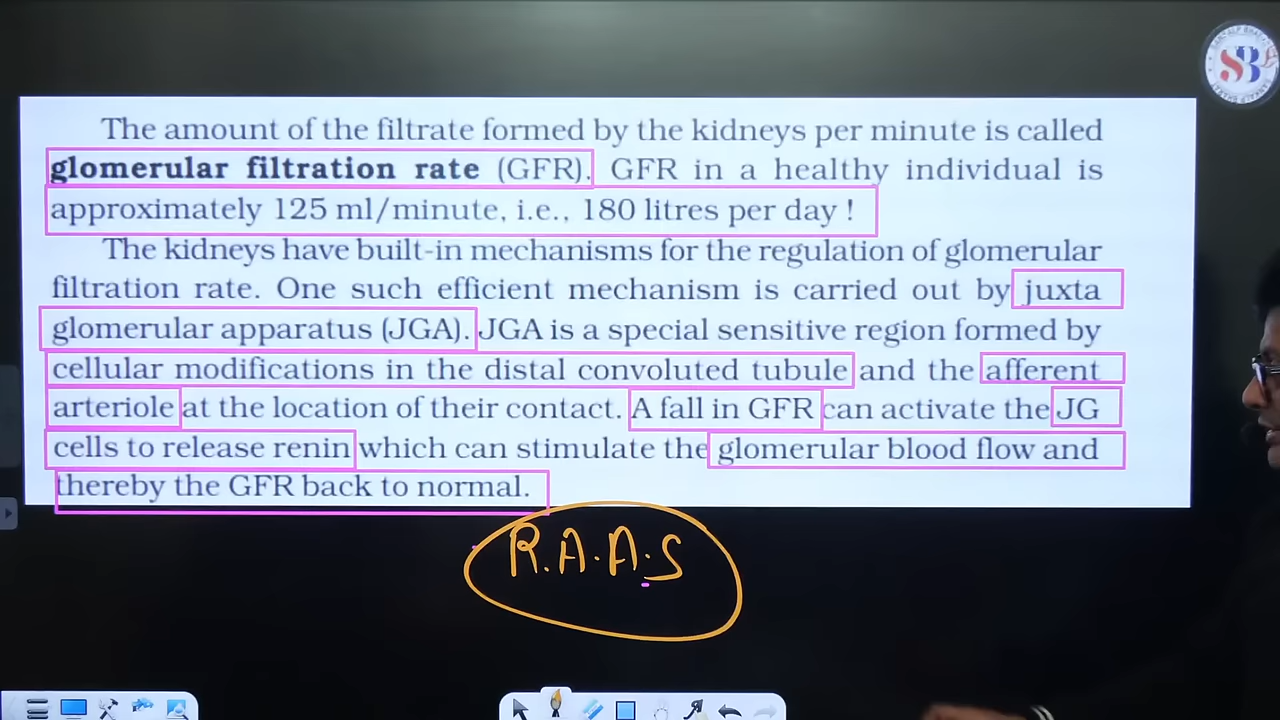 SB
The amount of the filtrate formed by the kidneys per minute is called
glomerular filtration rate (GFR). GFR in a healthy individual is
approximately 125 ml/minute, i.e., 180 litres per day !
The kidneys have built-in mechanisms for the regulation of glomerular
filtration rate. One such efficient mechanism is carried out by juxta
glomerular apparatus (JGA). JGA is a special sensitive region formed by
cellular modifications in the distal convoluted tubule and the afferent
arteriole at the location of their contact. A fall in GFR can activate the JG
cells to release renin which can stimulate the glomerular blood flow and
thereby the GFR back to normal.
R.A.A.S